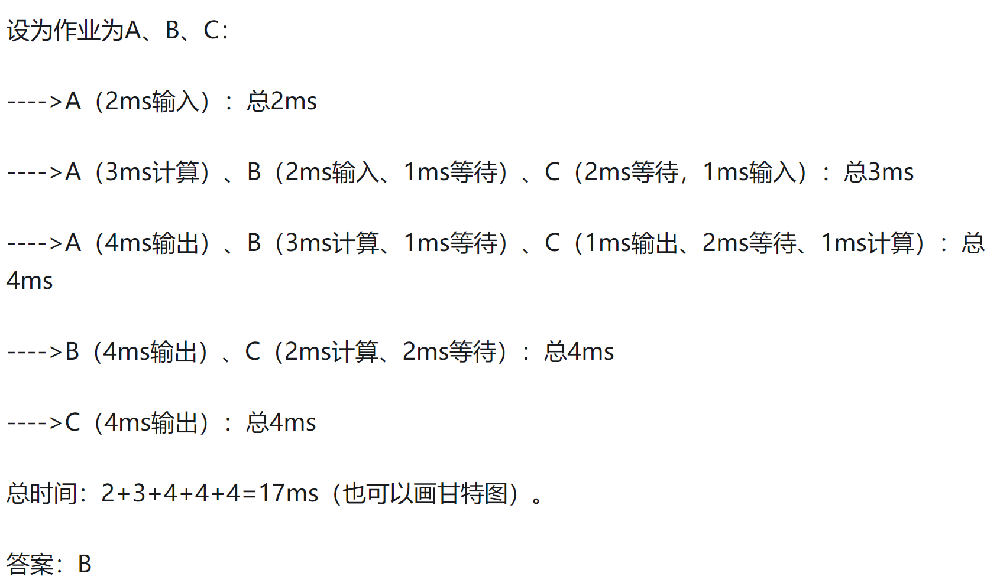 设为作业为A、B、C：
---->A（2ms输入）：总2ms
---->A（3ms计算）、B（2ms输入、1ms等待）、C（2ms等待，1ms输入）：总3ms
---->A（4ms输出）、B（3ms计算、1ms等待）、C（1ms输出、2ms等待、1ms计算）：总
4ms
---->B（4ms输出）、C（2ms计算、2ms等待）：总4ms
---->C（4ms输出）：总4ms
总时间：2+3+4+4+4=17ms（也可以画甘特图）。
答案：B